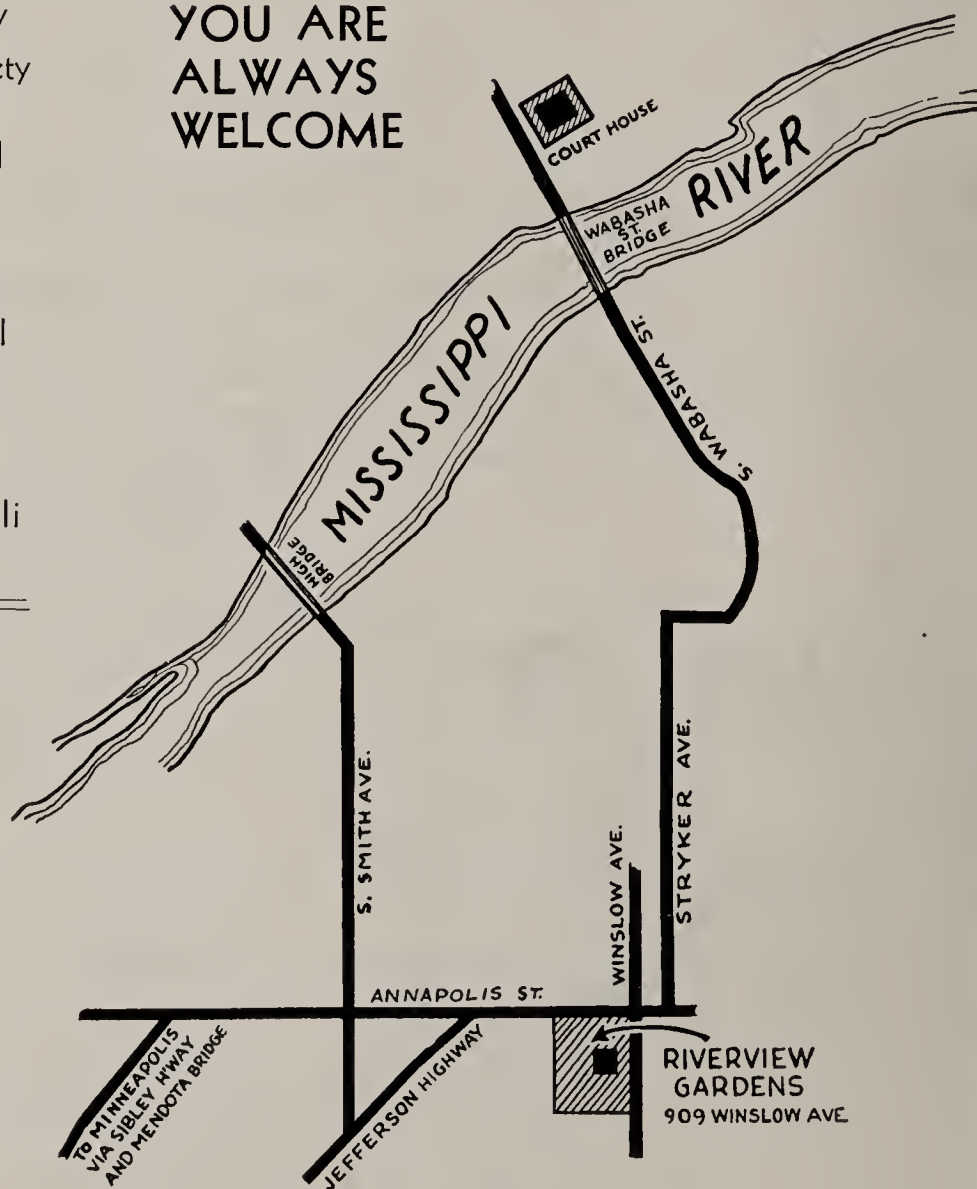 YOU ARE
ALWAYS
WELCOME
COURT HOUSE
RIVER
WABASHA
ST.
BRIDGE
MISSISSIPPI
S. WABASHA ST.
HIGH
BRIDGE
li
S. SMITH AVE.
STRYKER AVE.
WINSLOW AVE.
ANNAPOLIS ST.
TO MINNEAPOLIS
VIA SIBLEY H'WAY
AND MENDOTA BRIDGE
JEFFERSON HIGHWAY
RIVERVIEW
GARDENS
909 WINSLOW AVE